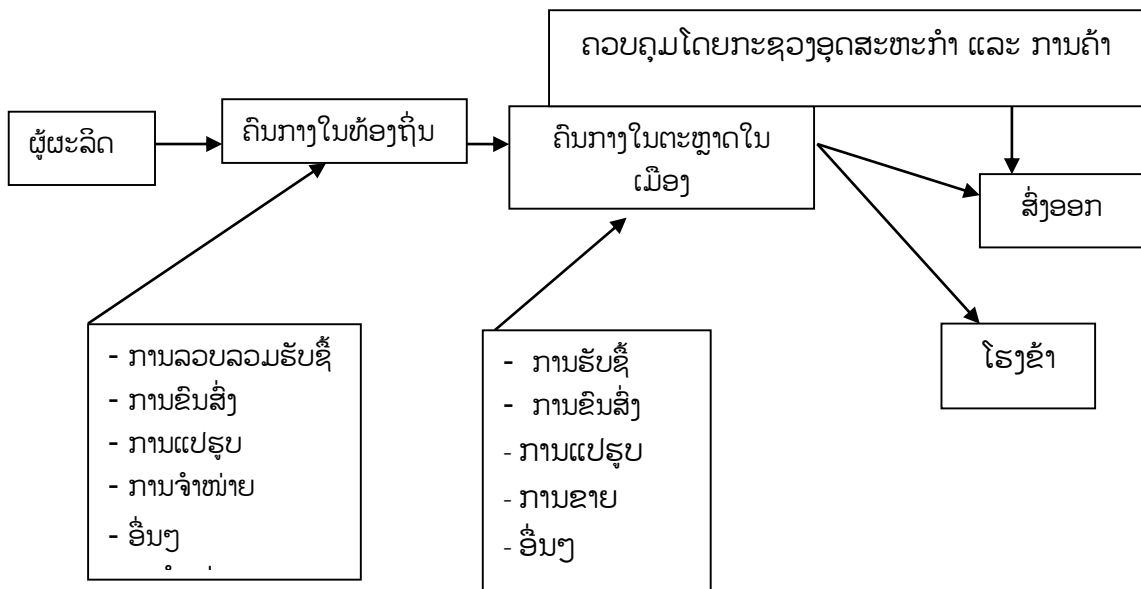 ຄວບຄຸມໂດຍກະຊວງອຸດສະຫະກຳ ແລະ ການຄ້າ
ຜູ້ຜະລິດ
ຄົນກາງໃນທ້ອງຖິ່ນ
ຄົນກາງໃນຕະຫຼາດໃນ
ເມືອງ
ສົ່ງອອກ
ໂຮງຂ້າ
- ການລວບລວມຮັບຊື້
- ການຂົນສົ່ງ
- ການແປຮູບ
- ການຈຳໜ່າຍ
- ອື່ນໆ
- ການຮັບຊື້
- ການຂົນສົ່ງ
- ການແປຮູບ
- ການຂາຍ
- ອື່ນໆ